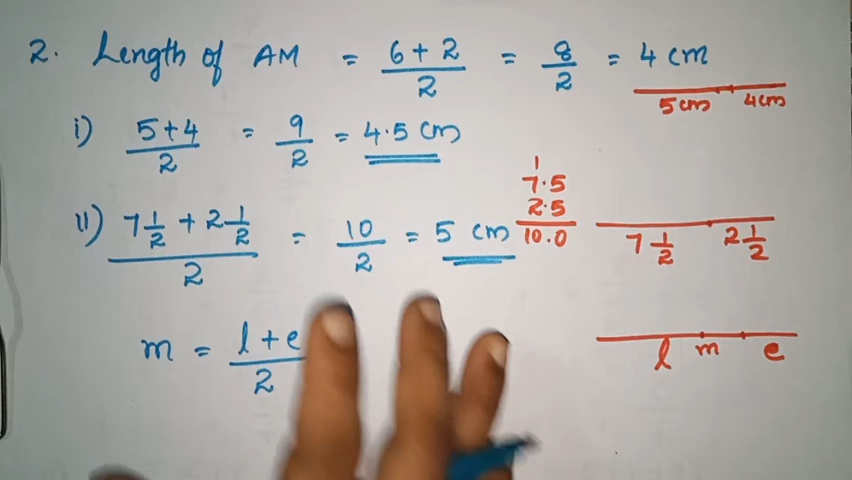 2. Length of AM = 6+2/2 = 8/2 = 4 cm
5cm 4cm
i) 5+4/2 = 9/2 = 4.5 cm
1
7.5
2.5
10.0
ii) 7 1/2 + 2 1/2 / 2 = 10/2 = 5 cm
7 1/2 2 1/2
m = l+e/2
l m e